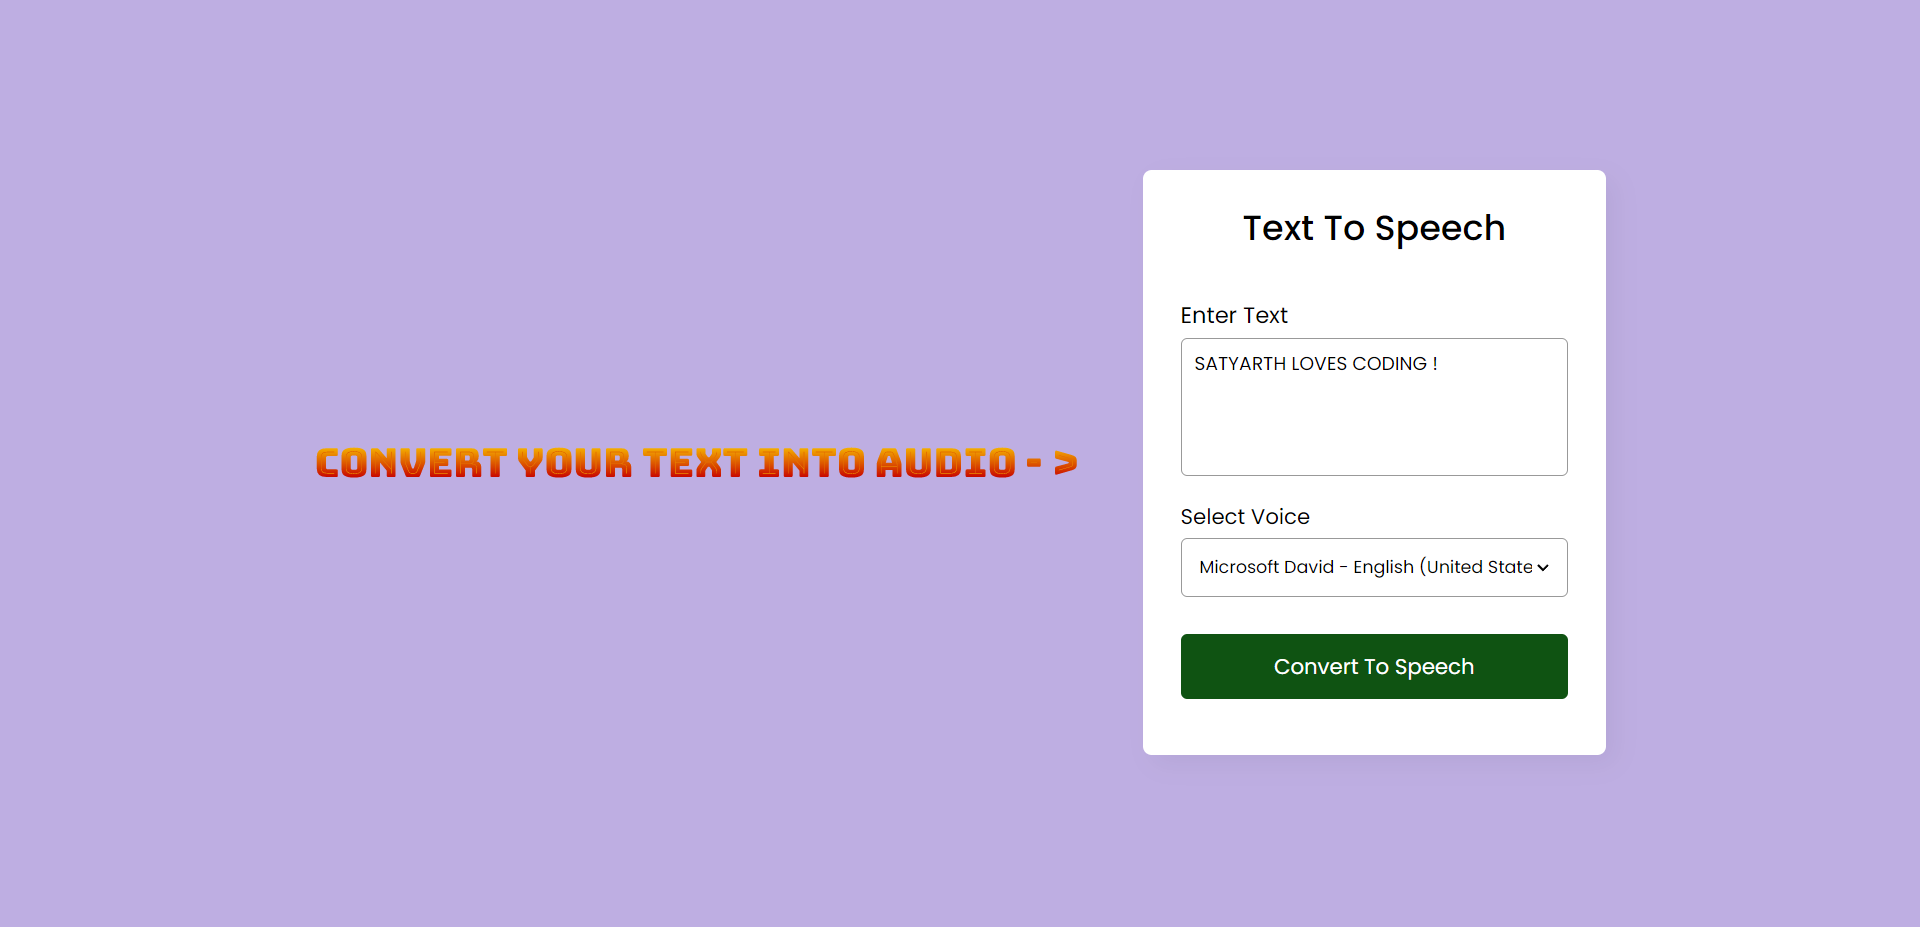 CONVERT YOUR TEXT INTO AUDIO - >
Text To Speech
Enter Text
SATYARTH LOVES CODING !
Select Voice
Microsoft David - English (United State
Convert To Speech